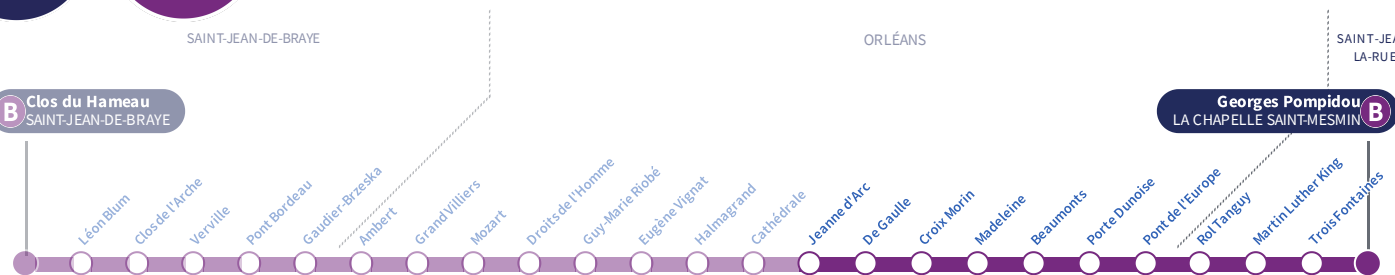 SAINT-JEAN-DE-BRAYE
ORLÉANS
SAINT-JEA
LA-RUE
B
Clos du Hameau
SAINT-JEAN-DE-BRAYE
Georges Pompidou
LA CHAPELLE SAINT-MESMIN
B
Léon Blum
Clos de l'Arche
Verville
Pont Bordeau
Gaudier-Brzeska
Ambert
Grand Villiers
Mozart
Droits de l'Homme
Guy-Marie Riobé
Eugène Vignat
Halmagrand
Cathédrale
Jeanne d'Arc
De Gaulle
Croix Morin
Madeleine
Beaumonts
Porte Dunoise
Pont de l'Europe
Rol Tanguy
Martin Luther King
Trois Fontaines